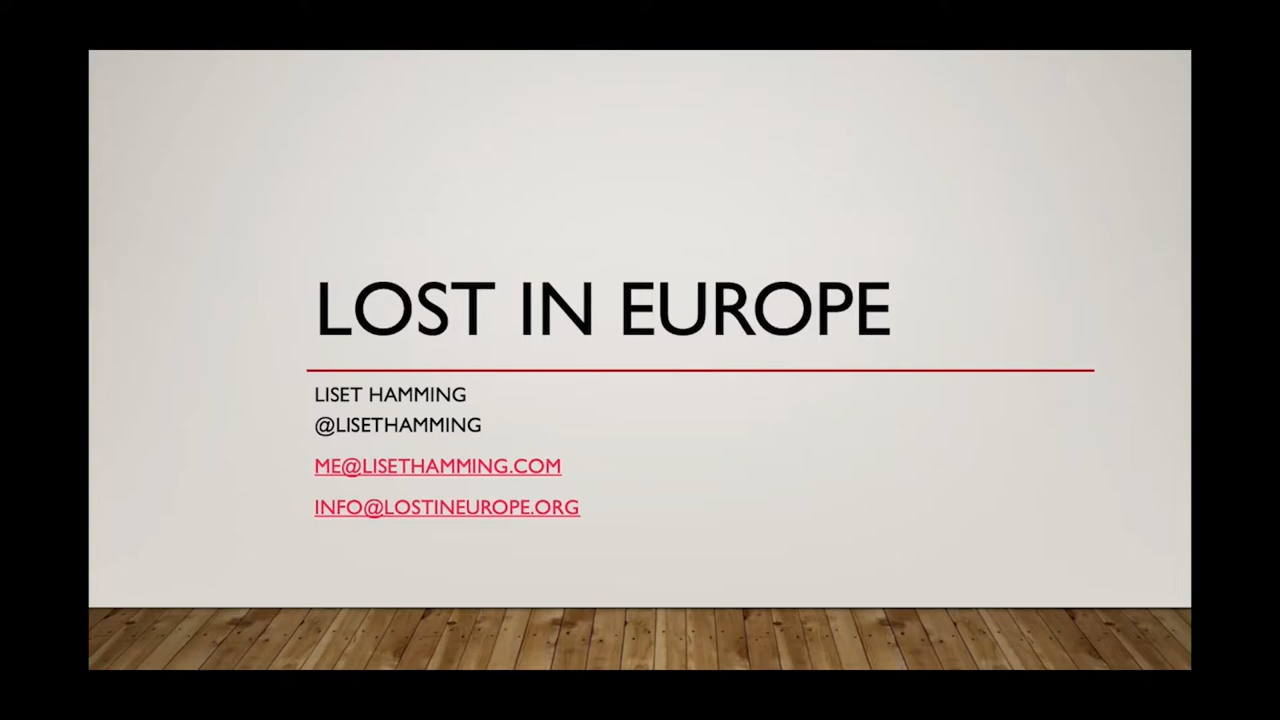 LOST IN EUROPE
LISET HAMMING
@LISETHAMMING
ME@LISETHAMMING.COM
INFO@LOSTINEUROPE.ORG